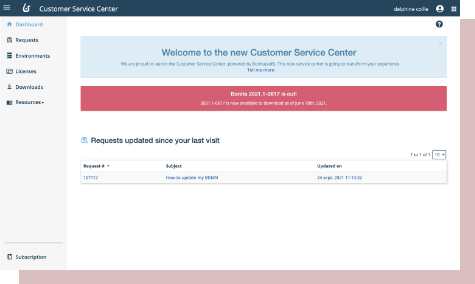 Customer Service Center
delphine coille
Dashboard
Requests
Environments
Licenses
Downloads
Resources
Subscription
Welcome to the new Customer Service Center
We are proud to launch the Customer Service Center, powered by Bonitasoft. This new service center is going to transform your experience.
Tell me more
Bonita 2021.1-0617 is out!
2021.1-0617 is now available to download as of June 18th, 2021.
Requests updated since your last visit
1 to 1 of 1 10
Request # Subject Updated on
How to update my BDM 24 sept. 2021 11:13:52